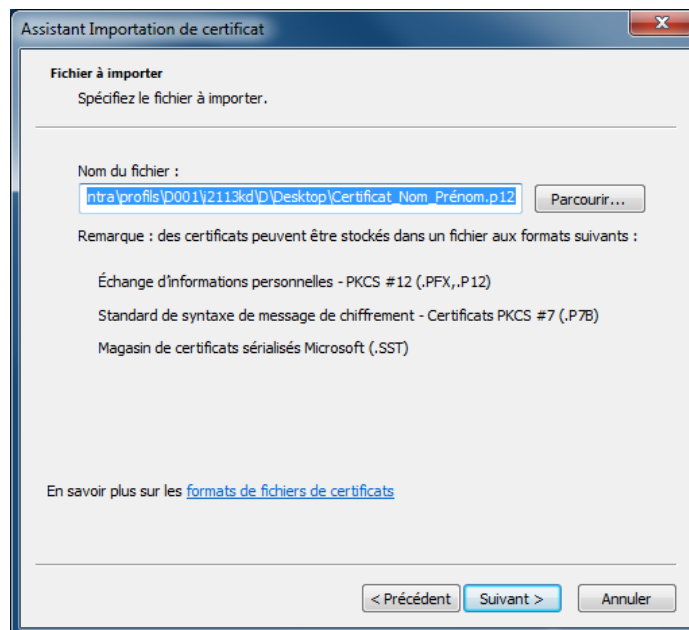 Assistant Importation de certificat
Fichier à importer
Spécifiez le fichier à importer.
Nom du fichier :
ntra\profils\D001\i2113kd\D\Desktop\Certificat_Nom_Prénom.p12
Parcourir...
Remarque : des certificats peuvent être stockés dans un fichier aux formats suivants :
Échange d'informations personnelles - PKCS #12 (.PFX,.P12)
Standard de syntaxe de message de chiffrement - Certificats PKCS #7 (.P7B)
Magasin de certificats sérialisés Microsoft (.SST)
En savoir plus sur les formats de fichiers de certificats
< Précédent
Suivant >
Annuler